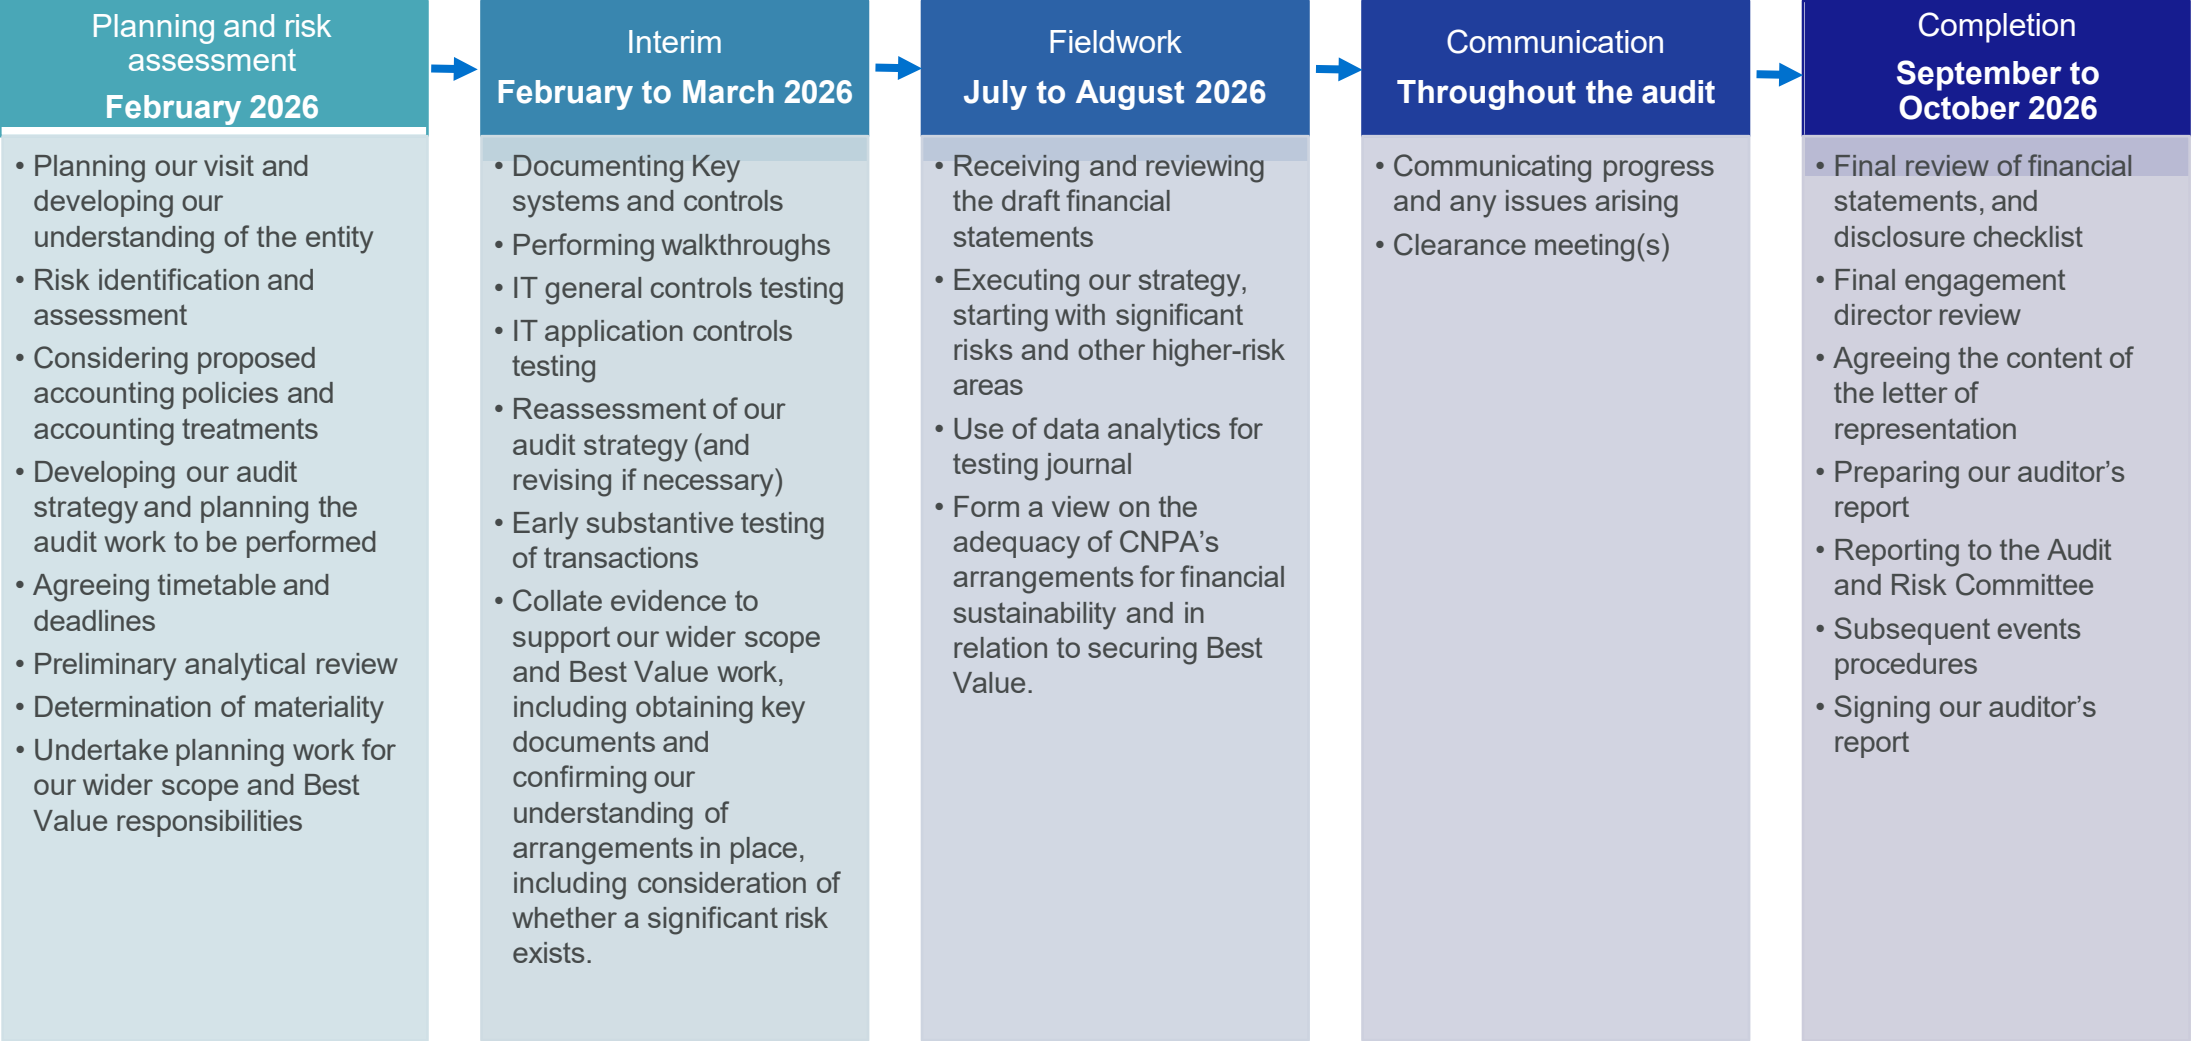 Planning and risk
assessment
February 2026
• Planning our visit and
developing our
understanding of the entity
• Risk identification and
assessment
• Considering proposed
accounting policies and
accounting treatments
• Developing our audit
strategy and planning the
audit work to be performed
• Agreeing timetable and
deadlines
• Preliminary analytical review
• Determination of materiality
• Undertake planning work for
our wider scope and Best
Value responsibilities
Interim
February to March 2026
• Documenting Key
systems and controls
• Performing walkthroughs
• IT general controls testing
• IT application controls
testing
• Reassessment of our
audit strategy (and
revising if necessary)
• Early substantive testing
of transactions
• Collate evidence to
support our wider scope
and Best Value work,
including obtaining key
documents and
confirming our
understanding of
arrangements in place,
including consideration of
whether a significant risk
exists.
Fieldwork
July to August 2026
• Receiving and reviewing
the draft financial
statements
• Executing our strategy,
starting with significant
risks and other higher-risk
areas
• Use of data analytics for
testing journal
• Form a view on the
adequacy of CNPA’s
arrangements for financial
sustainability and in
relation to securing Best
Value.
Communication
Throughout the audit
• Communicating progress
and any issues arising
• Clearance meeting(s)
Completion
September to
October 2026
• Final review of financial
statements, and
disclosure checklist
• Final engagement
director review
• Agreeing the content of
the letter of
representation
• Preparing our auditor’s
report
• Reporting to the Audit
and Risk Committee
• Subsequent events
procedures
• Signing our auditor’s
report